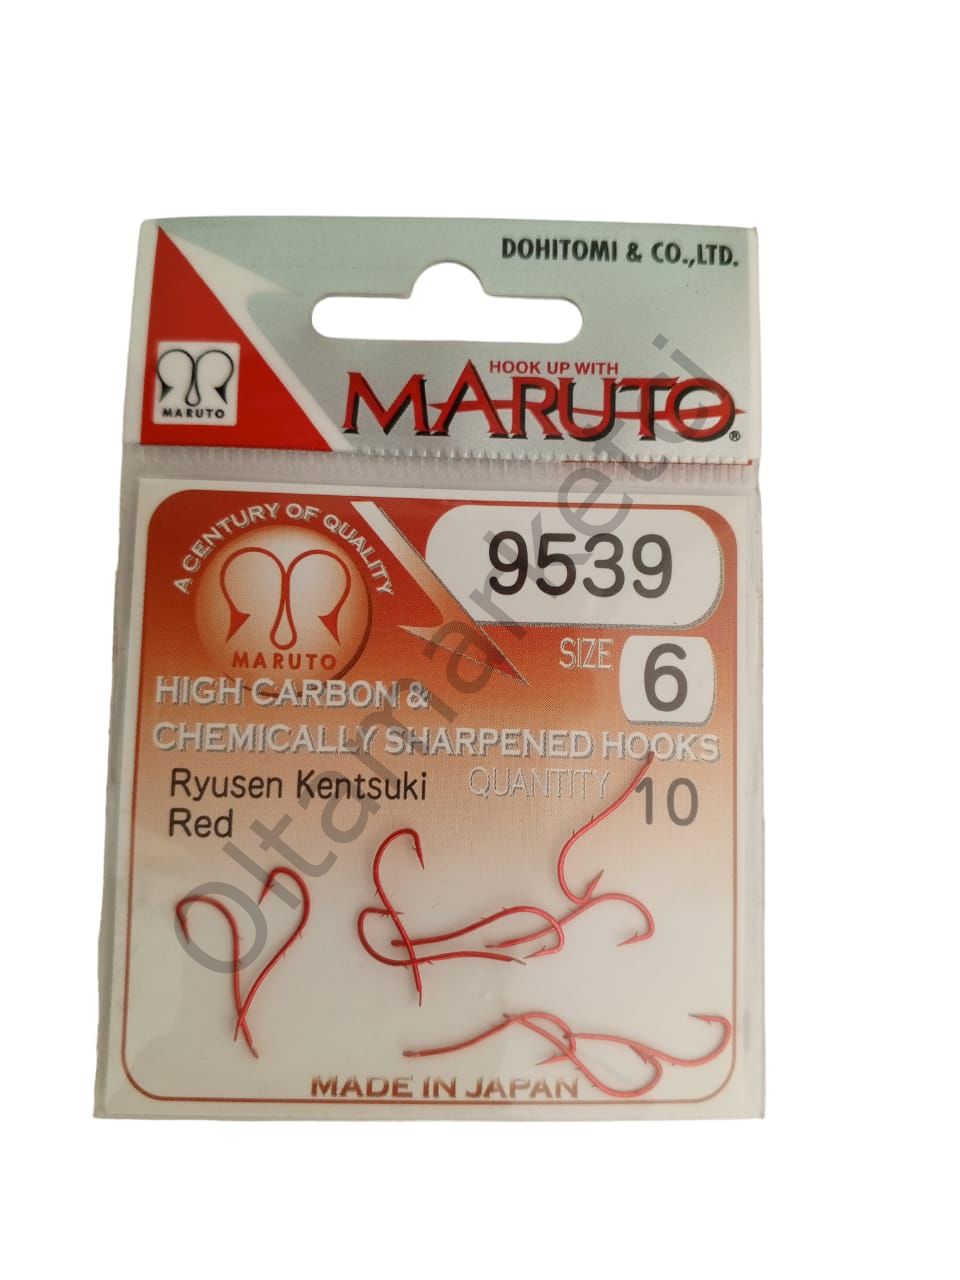 DOHITOMI & CO.,LTD.
HOOK UP WITH
MARUTO®
MARUTO
A CENTURY OF QUALITY
MARUTO
9539
SIZE 6
HIGH CARBON &
CHEMICALLY SHARPENED HOOKS
Ryusen Kentsuki
Red
QUANTITY 10
MADE IN JAPAN
Oltamarketci